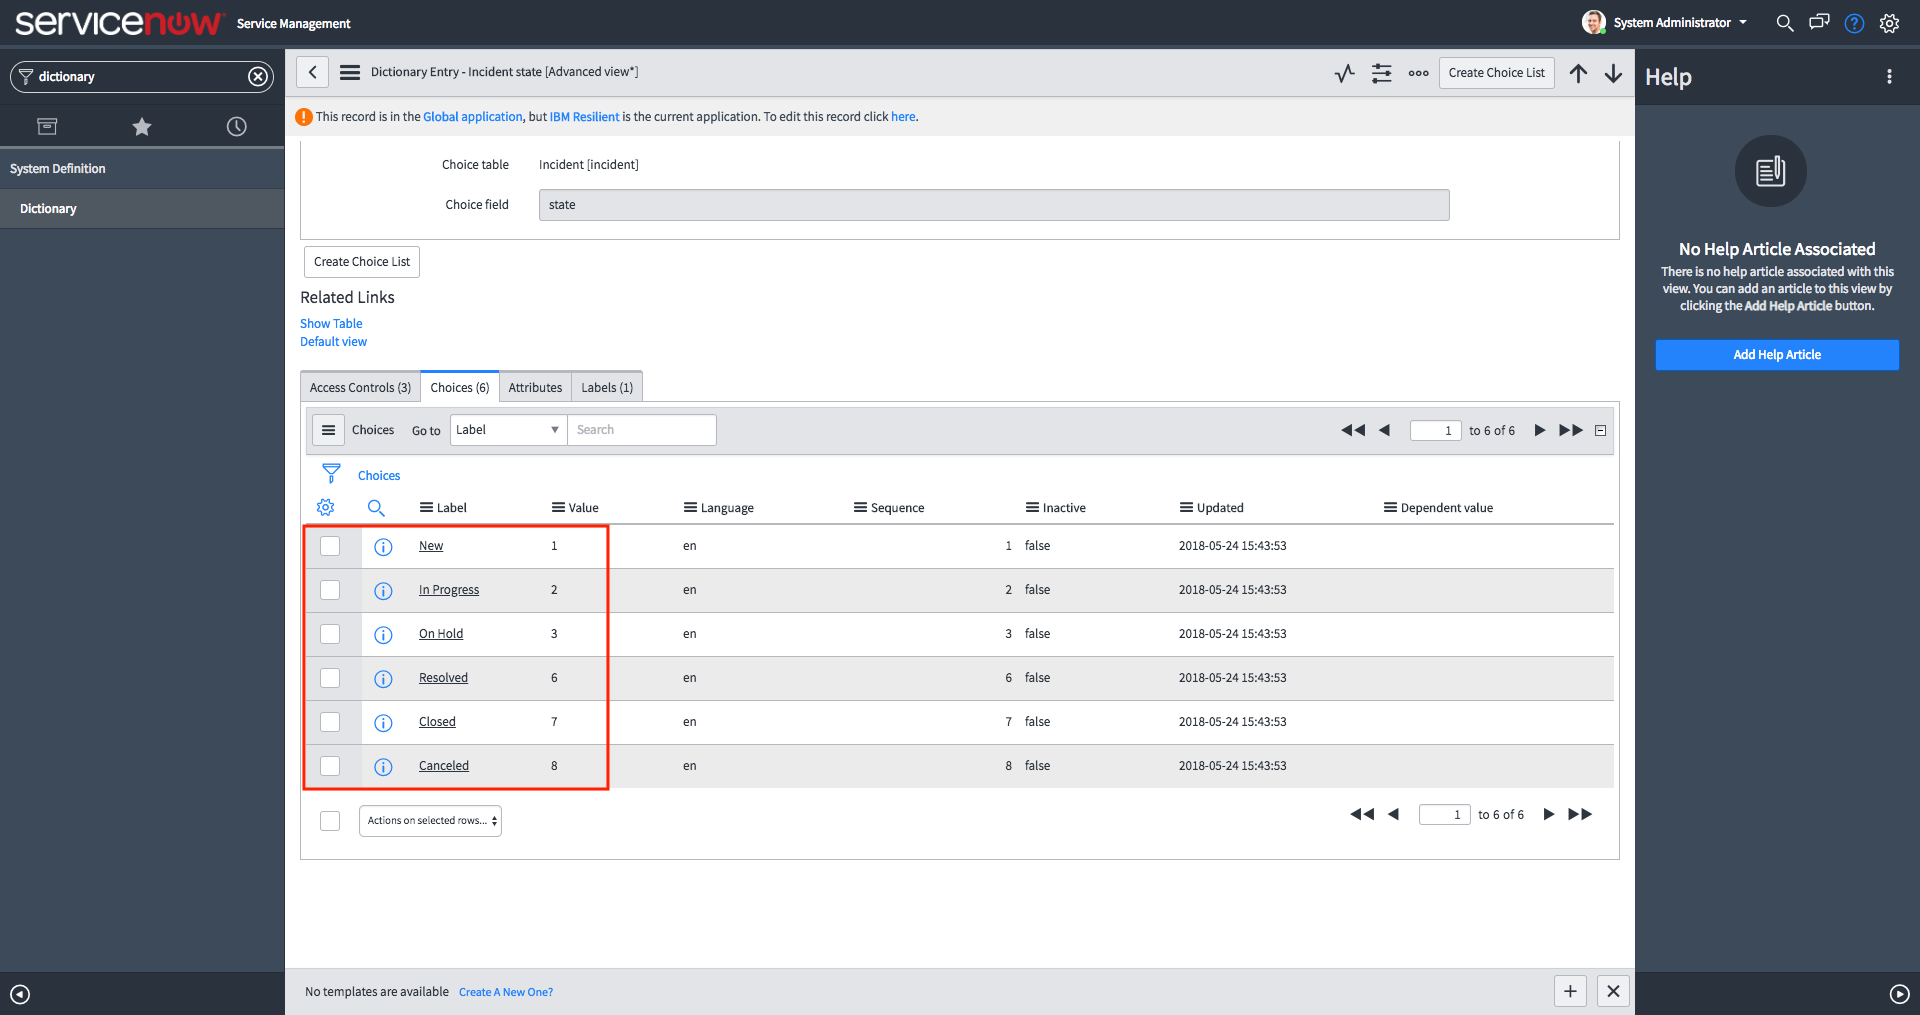 servicenow Service Management
System Administrator
dictionary
System Definition
Dictionary
Dictionary Entry - Incident state [Advanced view*]
Create Choice List
This record is in the Global application, but IBM Resilient is the current application. To edit this record click here.
Choice table Incident [incident]
Choice field state
Create Choice List
Related Links
Show Table
Default view
Access Controls (3) Choices (6) Attributes Labels (1)
Choices Go to Label Search 1 to 6 of 6
Choices
Label Value Language Sequence Inactive Updated Dependent value
New 1 en 1 false 2018-05-24 15:43:53
In Progress 2 en 2 false 2018-05-24 15:43:53
On Hold 3 en 3 false 2018-05-24 15:43:53
Resolved 6 en 6 false 2018-05-24 15:43:53
Closed 7 en 7 false 2018-05-24 15:43:53
Canceled 8 en 8 false 2018-05-24 15:43:53
Actions on selected rows... 1 to 6 of 6
No templates are available Create A New One?
Help
No Help Article Associated
There is no help article associated with this
view. You can add an article to this view by
clicking the Add Help Article button.
Add Help Article